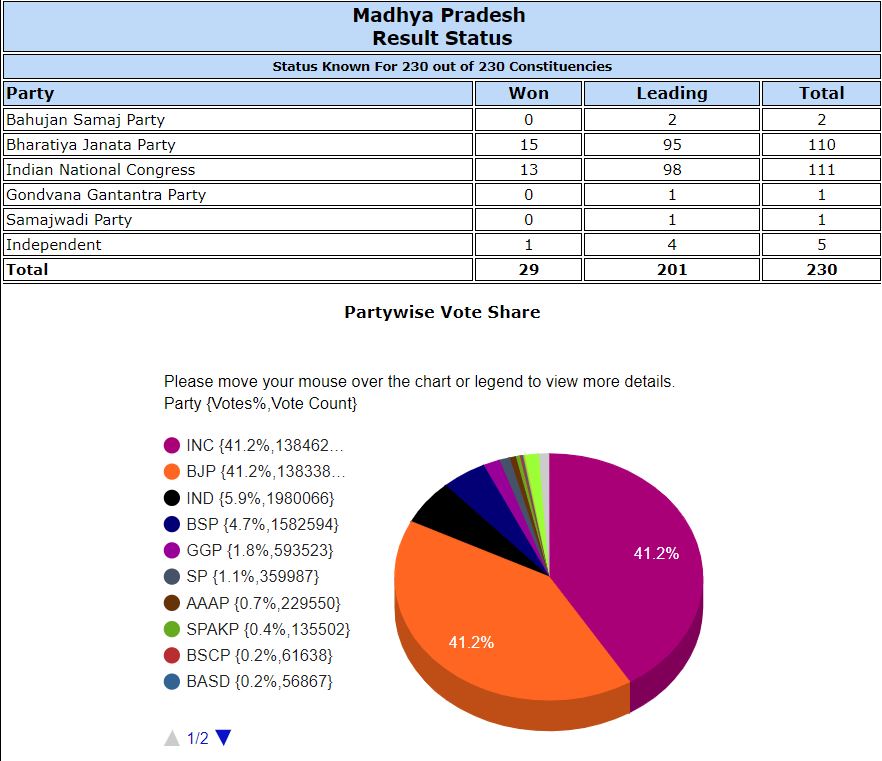 Madhya Pradesh
Result Status
Status Known For 230 out of 230 Constituencies
Party Won Leading Total
Bahujan Samaj Party 0 2 2
Bharatiya Janata Party 15 95 110
Indian National Congress 13 98 111
Gondvana Gantantra Party 0 1 1
Samajwadi Party 0 1 1
Independent 1 4 5
Total 29 201 230
Partywise Vote Share
Please move your mouse over the chart or legend to view more details.
Party {Votes%,Vote Count}
INC {41.2%,138462...
BJP {41.2%,138338...
IND {5.9%,1980066}
BSP {4.7%,1582594}
GGP {1.8%,593523}
SP {1.1%,359987}
AAAP {0.7%,229550}
SPAKP {0.4%,135502}
BSCP {0.2%,61638}
BASD {0.2%,56867}
1/2
41.2%
41.2%